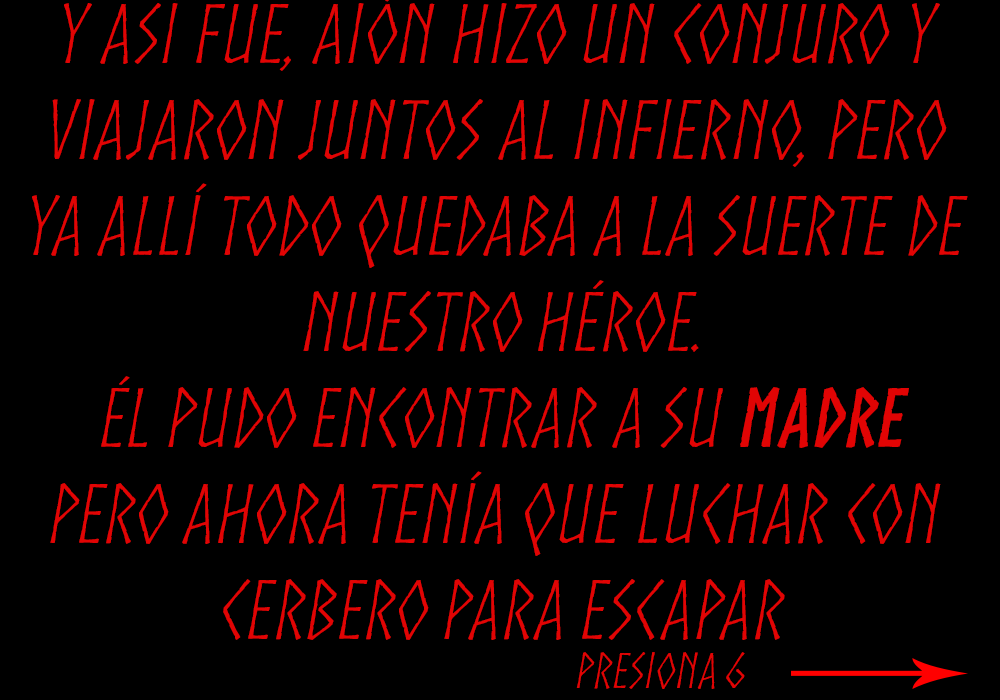 Y ASI FUE, AIÓN HIZO UN CONJURO Y
VIAJARON JUNTOS AL INFIERNO, PERO
YA ALLÍ TODO QUEDABA A LA SUERTE DE
NUESTRO HÉROE.
ÉL PUDO ENCONTRAR A SU MADRE
PERO AHORA TENÍA QUE LUCHAR CON
CERBERO PARA ESCAPAR
PRESIONA 6